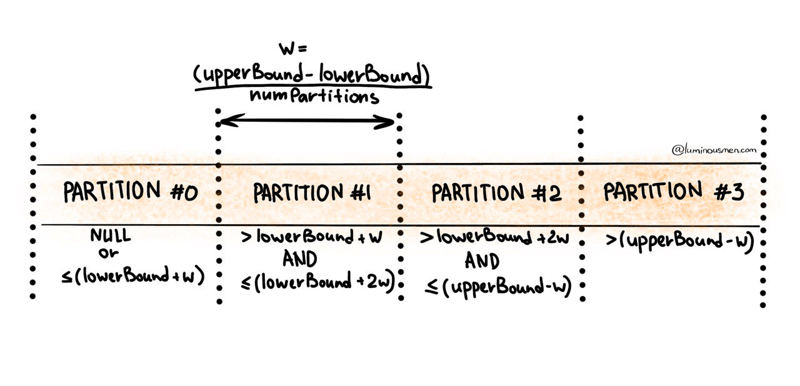 W =
(upperBound - lowerBound)
numPartitions
@luminousmen.com
PARTITION #0
PARTITION #1
PARTITION #2
PARTITION #3
NULL
or
≤(lowerBound+W)
>lowerBound+W
AND
≤(lowerBound+2W)
>lowerBound+2W
AND
≤(upperBound-W)
>(upperBound-W)